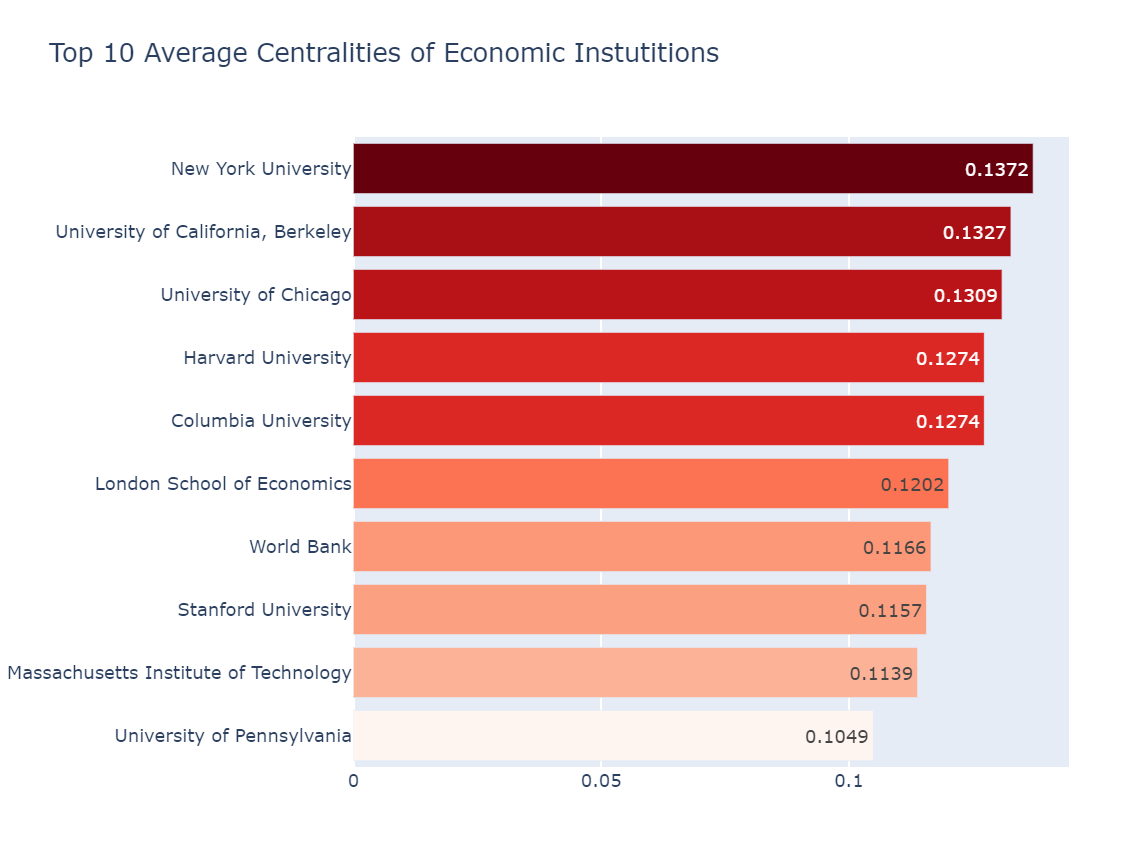 Top 10 Average Centralities of Economic Instutitions
New York University 0.1372
University of California, Berkeley 0.1327
University of Chicago 0.1309
Harvard University 0.1274
Columbia University 0.1274
London School of Economics 0.1202
World Bank 0.1166
Stanford University 0.1157
Massachusetts Institute of Technology 0.1139
University of Pennsylvania 0.1049
0 0.05 0.1